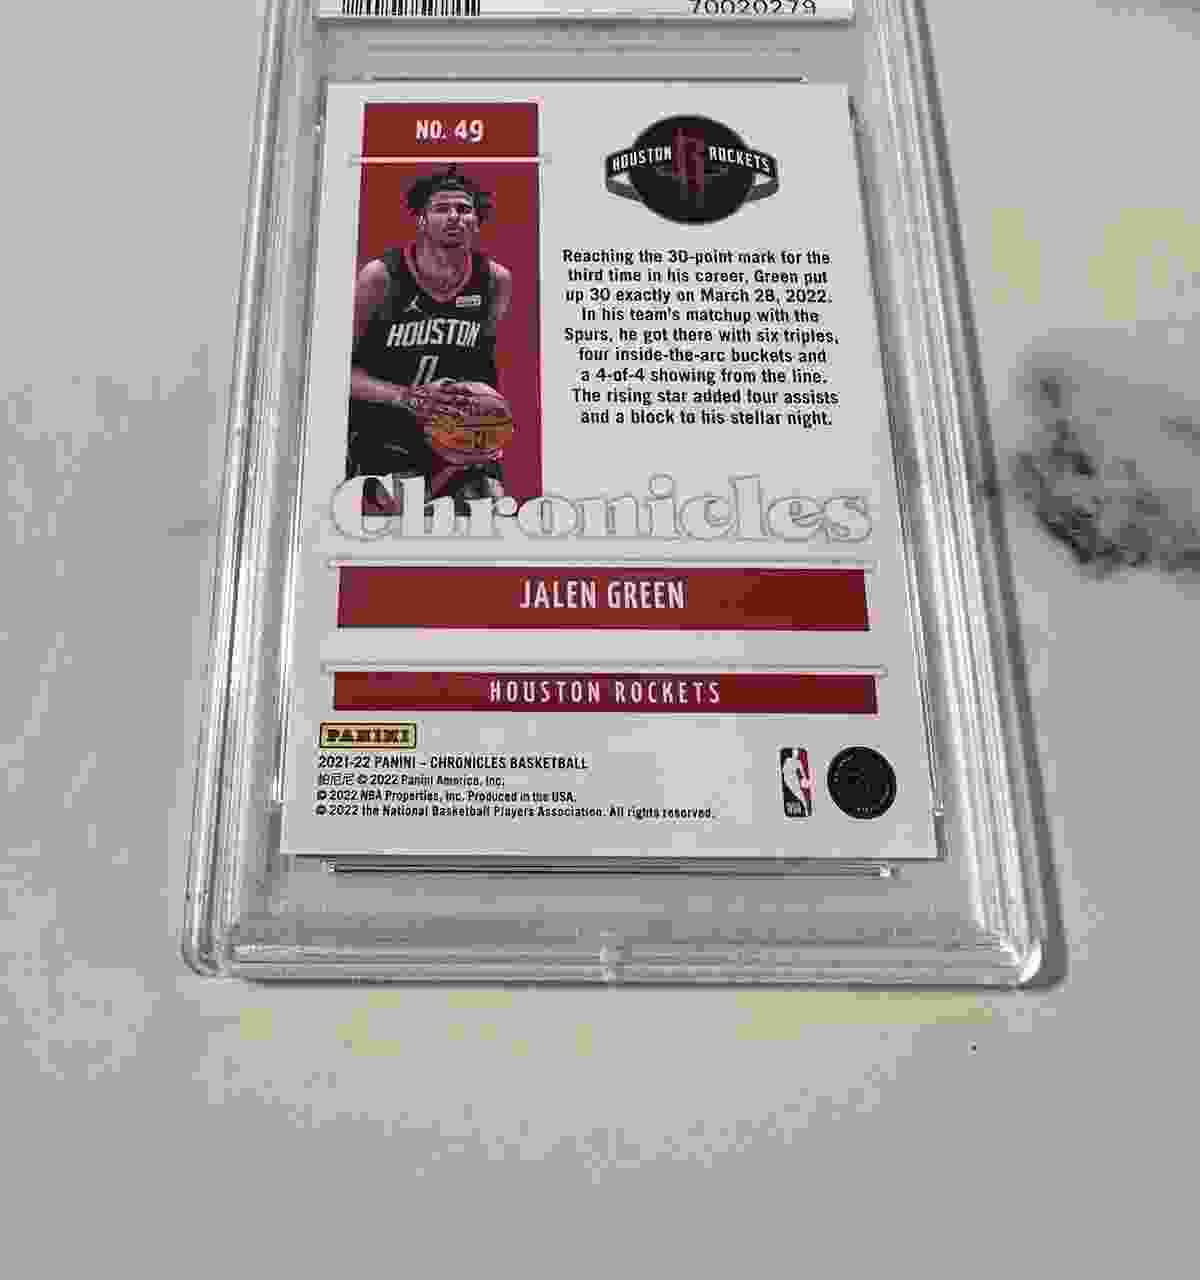 70020279
NO. 49
HOUSTON ROCKETS
Reaching the 30-point mark for the
third time in his career, Green put
up 30 exactly on March 28, 2022.
In his team's matchup with the
Spurs, he got there with six triples,
four inside-the-arc buckets and
a 4-of-4 showing from the line.
The rising star added four assists
and a block to his stellar night.
HOUSTON
0
Chronicles
JALEN GREEN
HOUSTON ROCKETS
PANINI
2021-22 PANINI – CHRONICLES BASKETBALL
帕尼尼 © 2022 Panini America, Inc.
© 2022 NBA Properties, Inc. Produced in the USA.
© 2022 the National Basketball Players Association. All rights reserved.